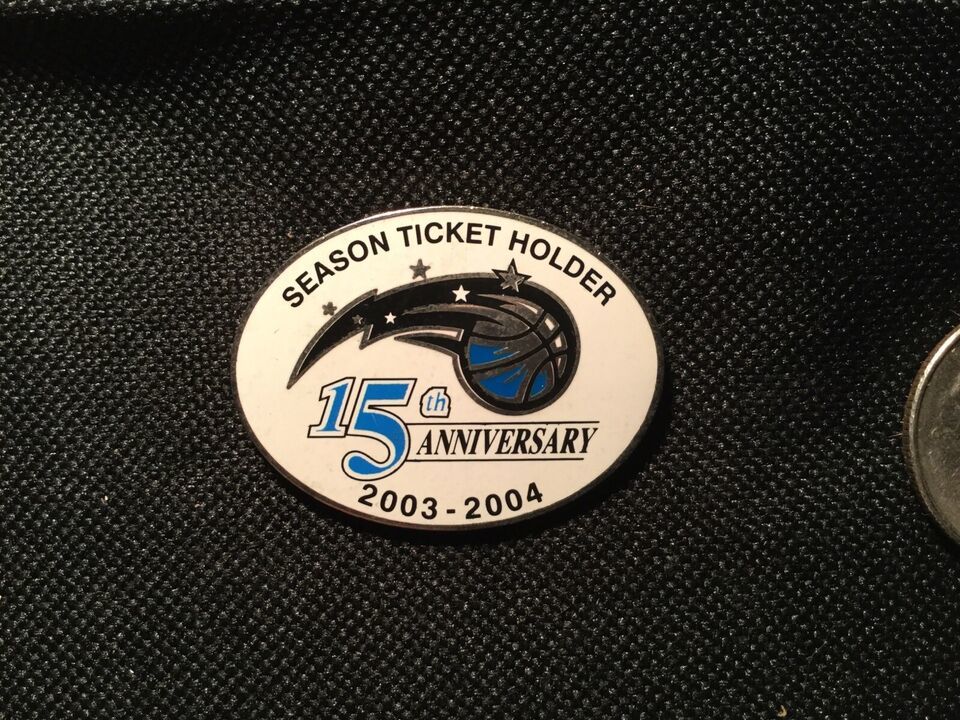 SEASON TICKET HOLDER
15th
ANNIVERSARY
2003-2004